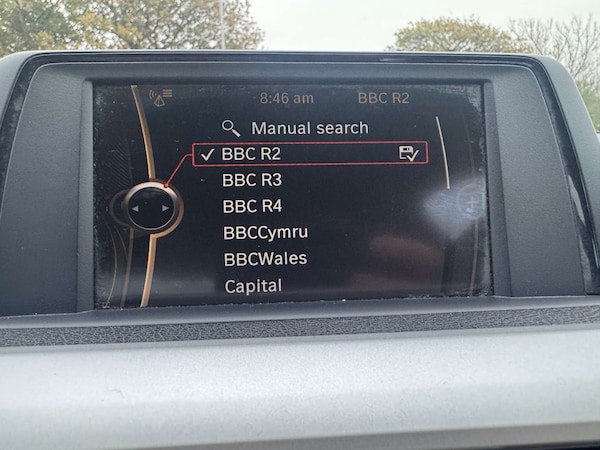 8:46 am BBC R2
Manual search
BBC R2
BBC R3
BBC R4
BBCCymru
BBCWales
Capital